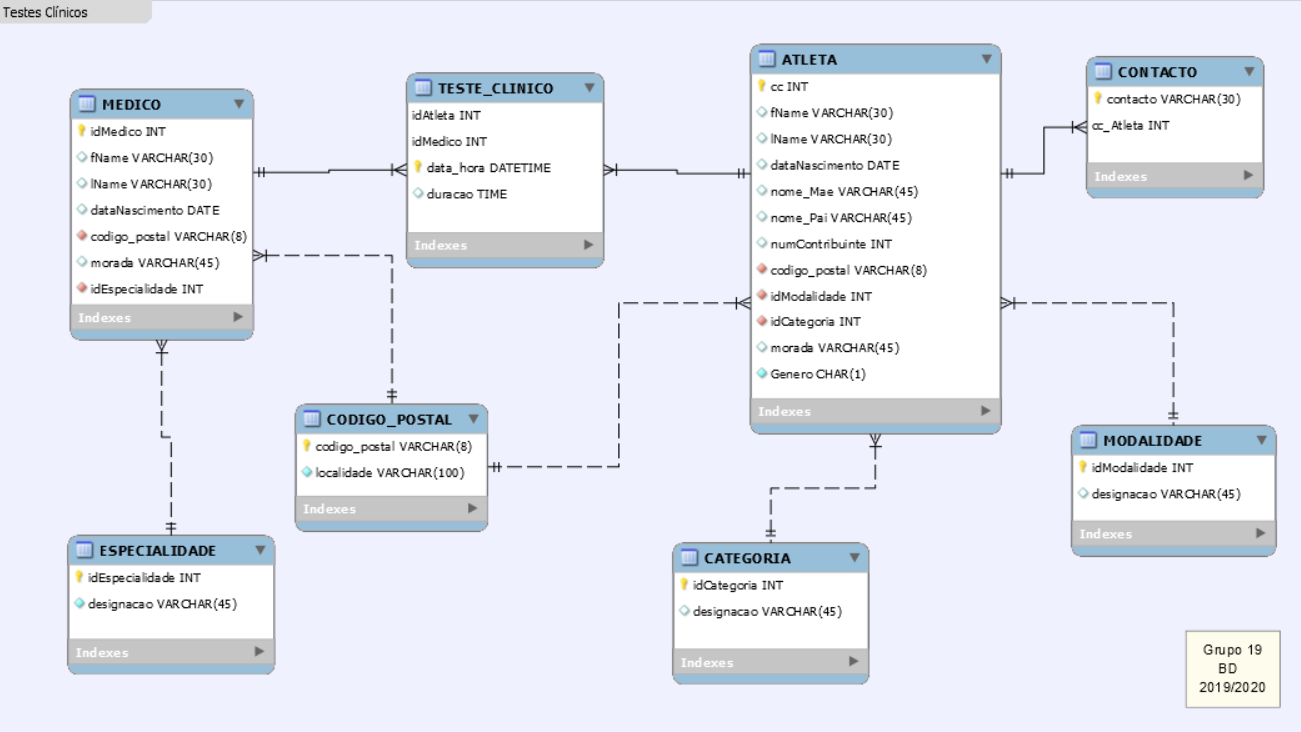 Testes Clínicos
MEDICO
idMedico INT
fName VARCHAR(30)
lName VARCHAR(30)
dataNascimento DATE
codigo_postal VARCHAR(8)
morada VARCHAR(45)
idEspecialidade INT
Indexes
TESTE_CLINICO
idAtleta INT
idMedico INT
data_hora DATETIME
duracao TIME
Indexes
ATLETA
cc INT
fName VARCHAR(30)
lName VARCHAR(30)
dataNascimento DATE
nome_Mae VARCHAR(45)
nome_Pai VARCHAR(45)
numContribuinte INT
codigo_postal VARCHAR(8)
idModalidade INT
idCategoria INT
morada VARCHAR(45)
Genero CHAR(1)
Indexes
CONTACTO
contacto VARCHAR(30)
cc_Atleta INT
Indexes
CODIGO_POSTAL
codigo_postal VARCHAR(8)
localidade VARCHAR(100)
Indexes
MODALIDADE
idModalidade INT
designacao VARCHAR(45)
Indexes
ESPECIALIDADE
idEspecialidade INT
designacao VARCHAR(45)
Indexes
CATEGORIA
idCategoria INT
designacao VARCHAR(45)
Indexes
Grupo 19
BD
2019/2020